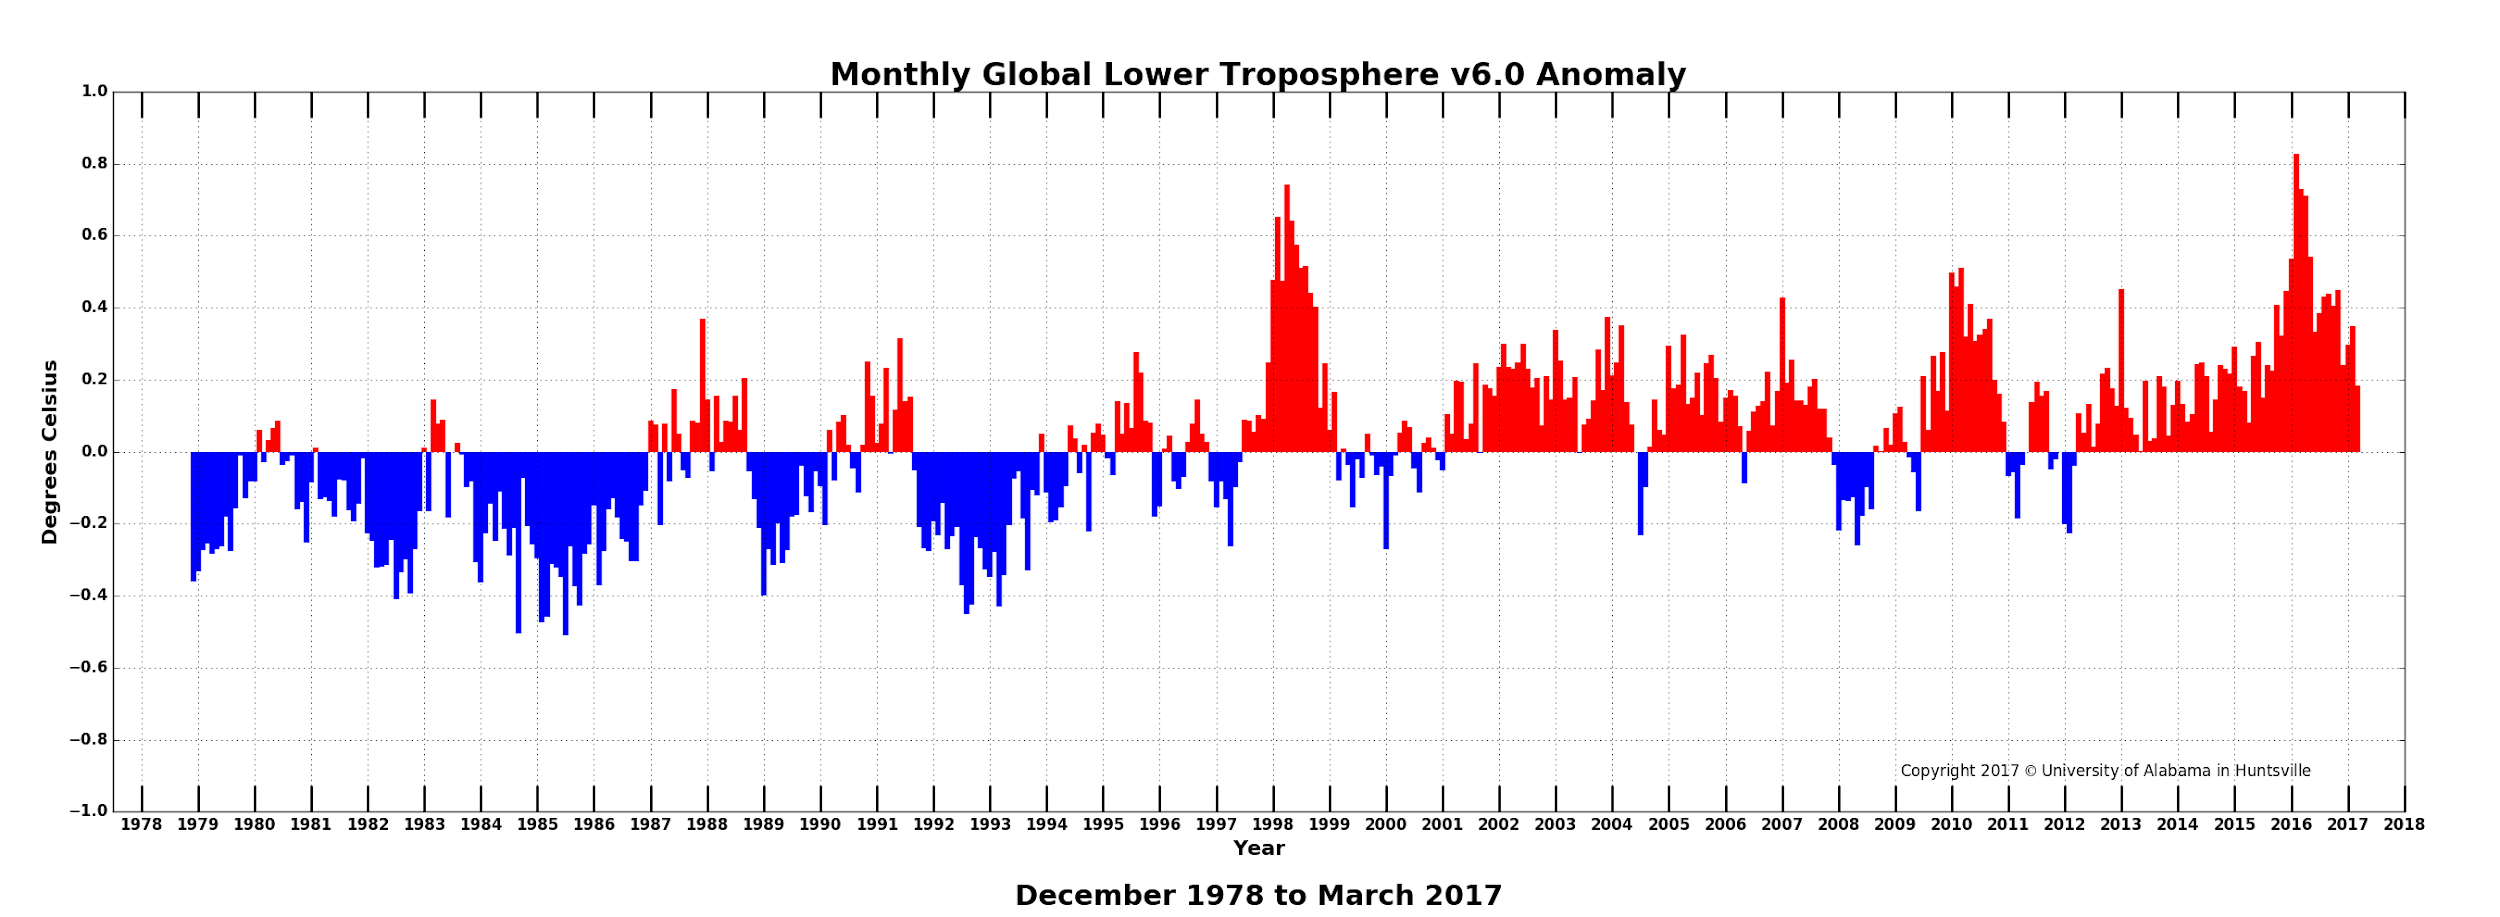 Monthly Global Lower Troposphere v6.0 Anomaly
1.0
0.8
0.6
0.4
0.2
0.0
−0.2
−0.4
−0.6
−0.8
−1.0
Degrees Celsius
Copyright 2017 © University of Alabama in Huntsville
1978 1979 1980 1981 1982 1983 1984 1985 1986 1987 1988 1989 1990 1991 1992 1993 1994 1995 1996 1997 1998 1999 2000 2001 2002 2003 2004 2005 2006 2007 2008 2009 2010 2011 2012 2013 2014 2015 2016 2017 2018
Year
December 1978 to March 2017